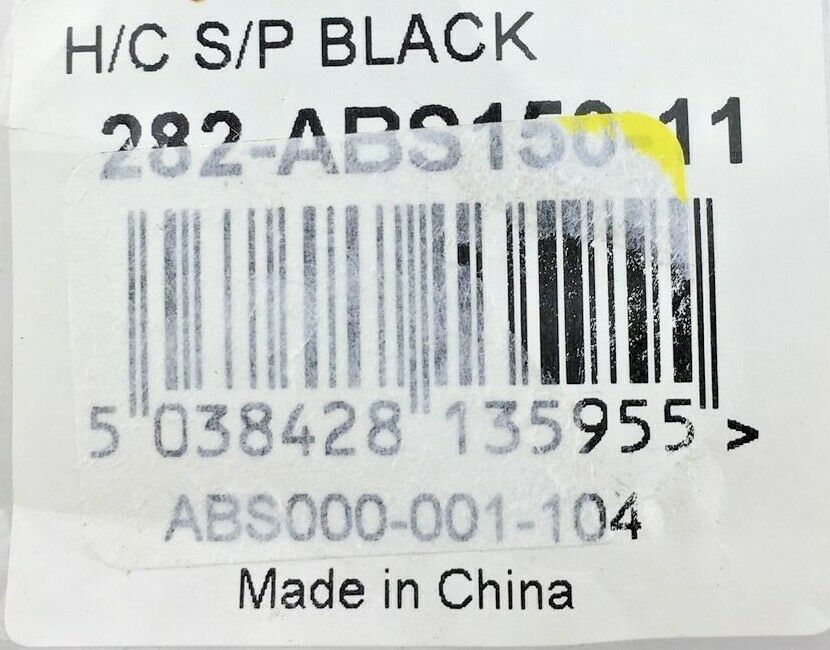 H/C S/P BLACK
282-ABS150-11
5 038428 135955 >
ABS000-001-104
Made in China